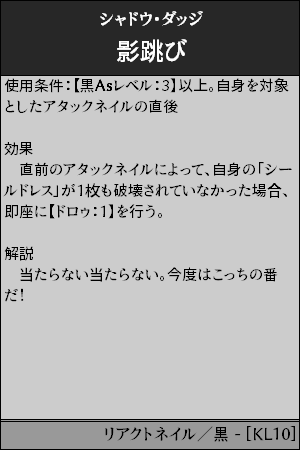 シャドウ・ダッジ
影跳び
使用条件：【黒Asレベル：3】以上。自身を対象
としたアタックネイルの直後
効果
　直前のアタックネイルによって、自身の「シー
ルドレス」が1枚も破壊されていなかった場合、
即座に【ドロゥ：1】を行う。
解説
　当たらない当たらない。今度はこっちの番
だ！
リアクトネイル／黒 - [KL10]